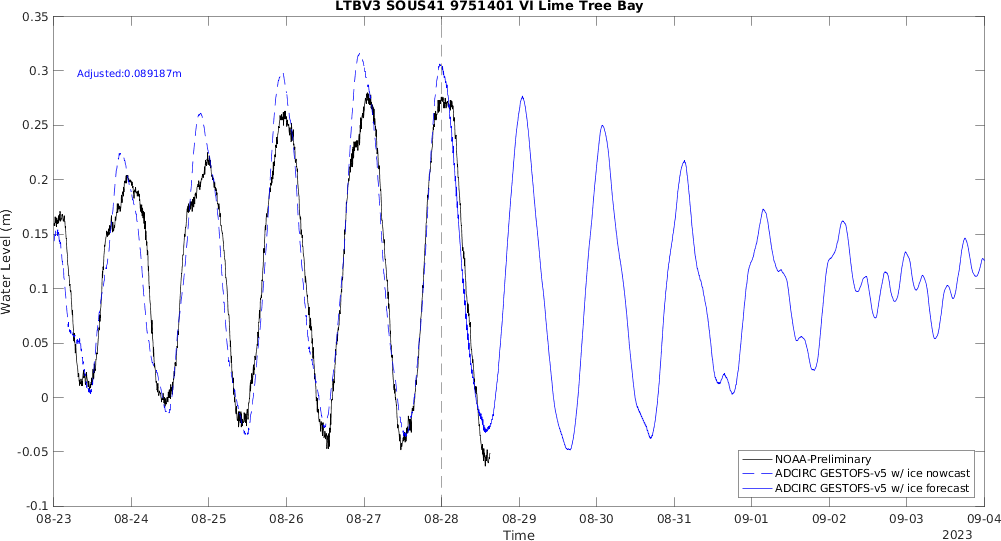 LTBV3 SOUS41 9751401 VI Lime Tree Bay
0.35
0.3
0.25
0.2
0.15
0.1
0.05
0
-0.05
-0.1
Water Level (m)
Adjusted:0.089187m
NOAA-Preliminary
ADCIRC GESTOFS-v5 w/ ice nowcast
ADCIRC GESTOFS-v5 w/ ice forecast
08-23 08-24 08-25 08-26 08-27 08-28 08-29 08-30 08-31 09-01 09-02 09-03 09-04
Time
2023